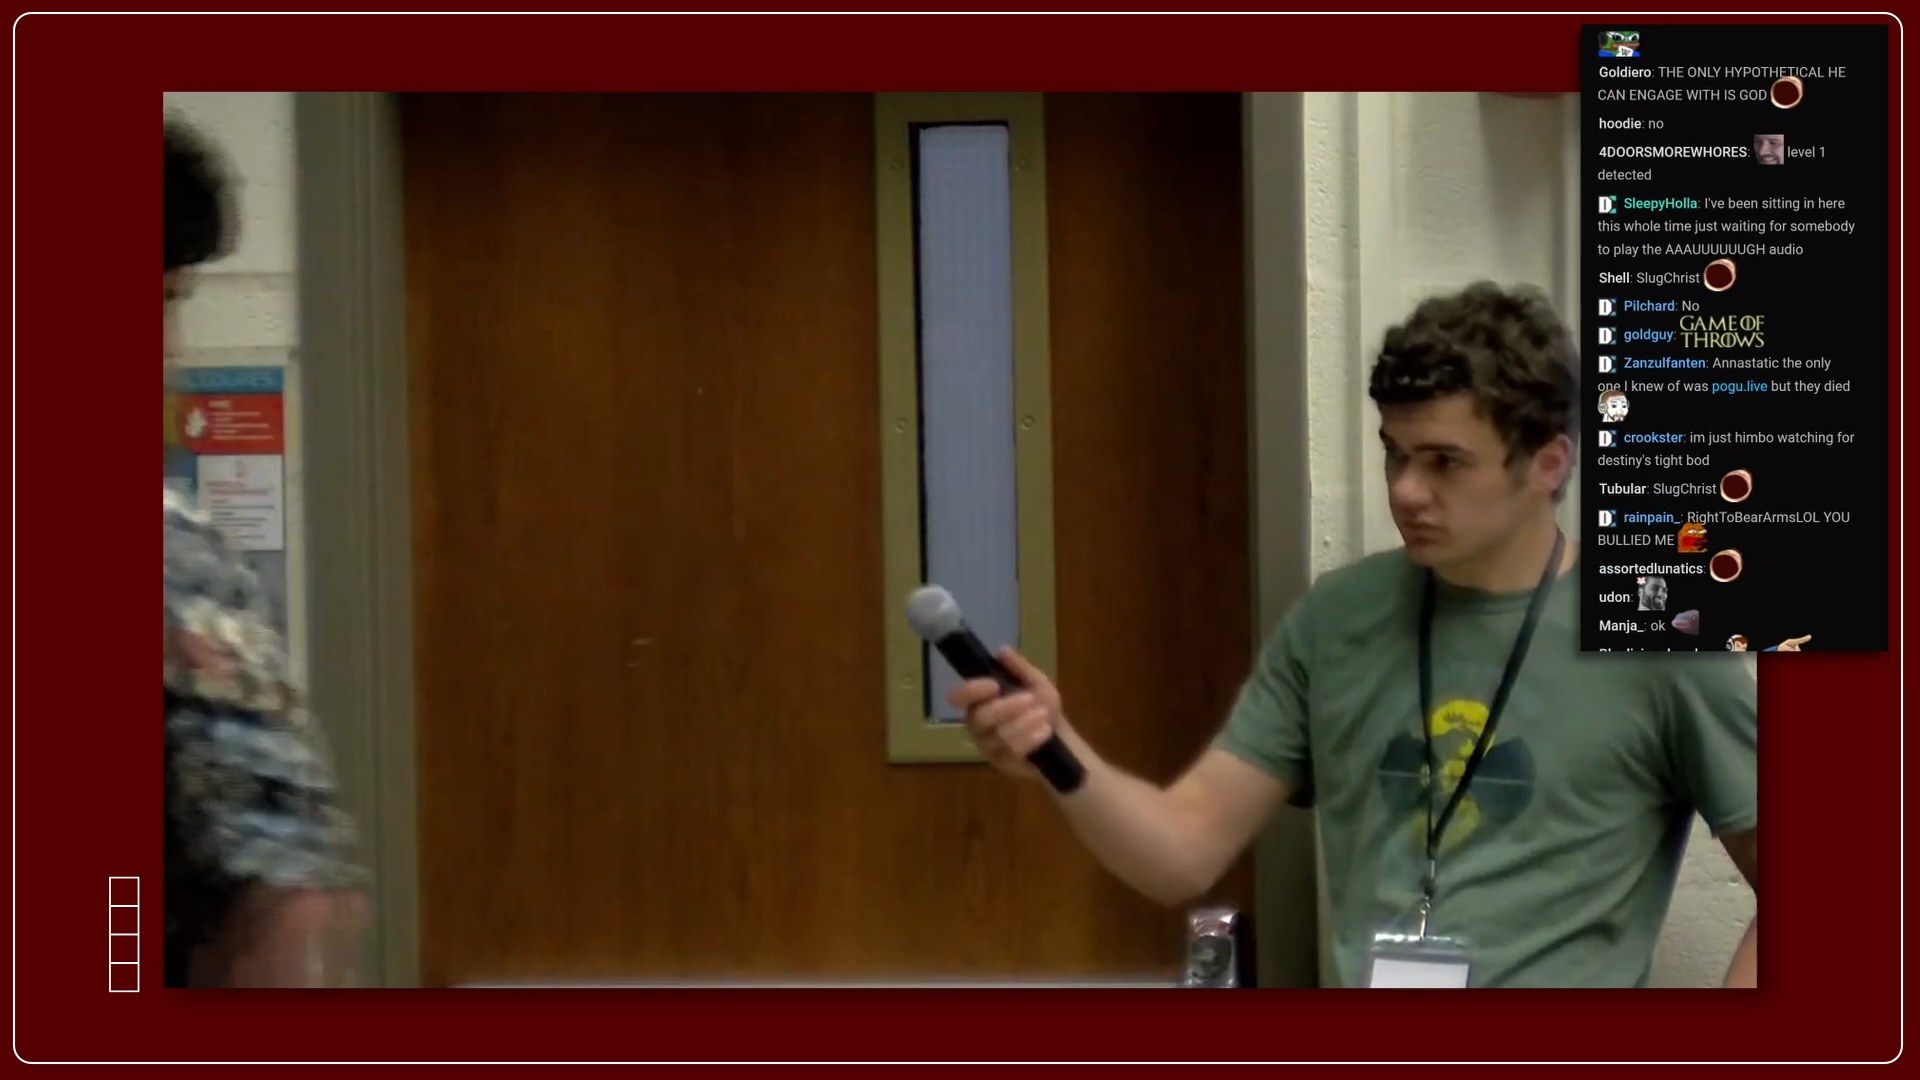 Goldiero: THE ONLY HYPOTHETICAL HE
CAN ENGAGE WITH IS GOD
hoodie: no
4DOORSMOREWHORES: level 1
detected
SleepyHolla: I've been sitting in here
this whole time just waiting for somebody
to play the AAAUUUUUUGH audio
Shell: SlugChrist
Pilchard: No
goldguy: GAME OF
THROWS
Zanzulfanten: Annastatic the only
one I knew of was pogu.live but they died
crookster: im just himbo watching for
destiny's tight bod
Tubular: SlugChrist
rainpain_: RightToBearArmsLOL YOU
BULLIED ME
assortedlunatics:
udon:
Manja_: ok